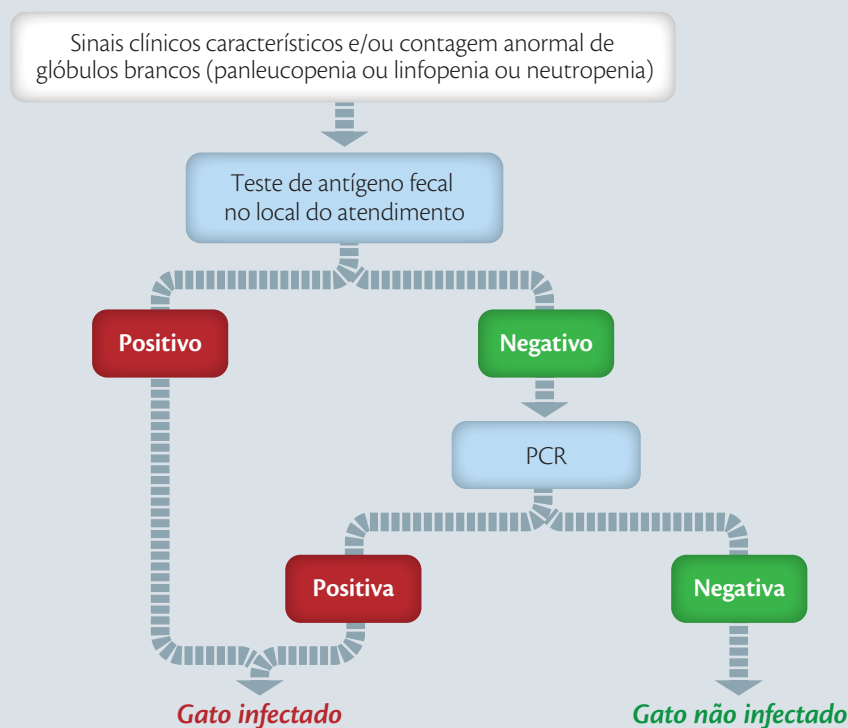 Sinais clínicos característicos e/ou contagem anormal de
glóbulos brancos (panleucopenia ou linfopenia ou neutropenia)
Teste de antígeno fecal
no local do atendimento
Positivo
Negativo
PCR
Positiva
Negativa
Gato infectado
Gato não infectado